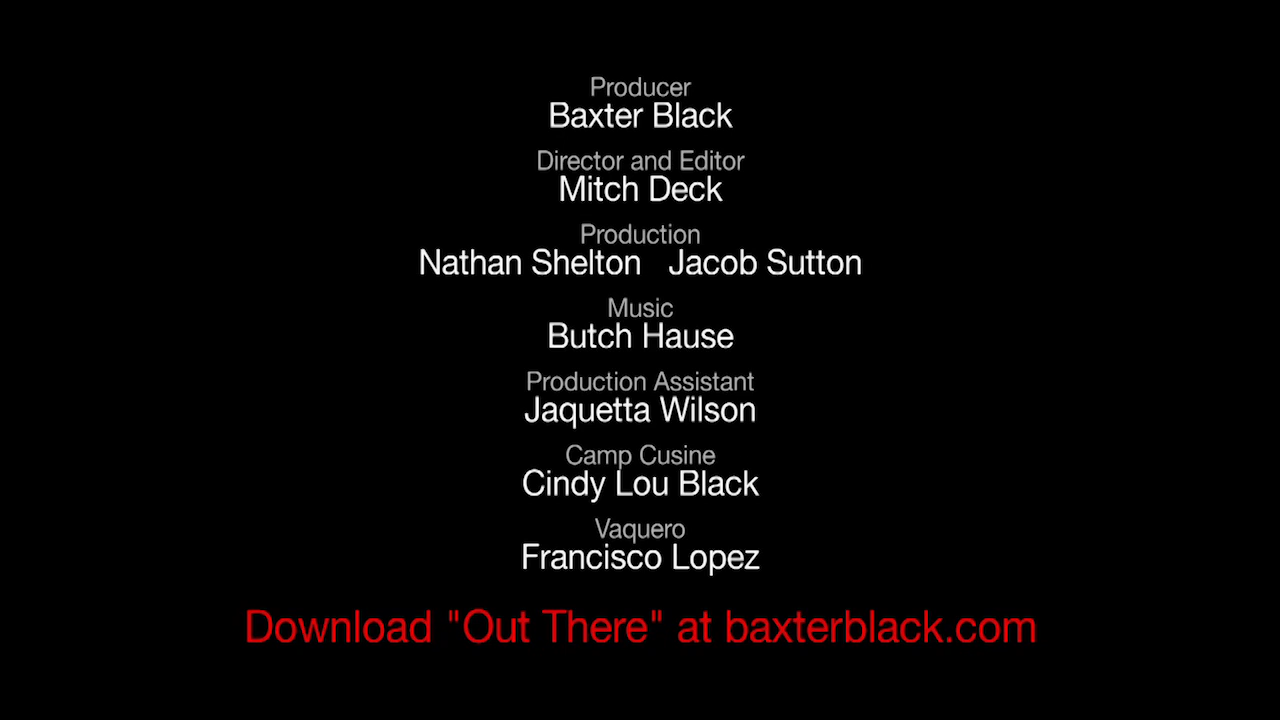 Producer
Baxter Black
Director and Editor
Mitch Deck
Production
Nathan Shelton   Jacob Sutton
Music
Butch Hause
Production Assistant
Jaquetta Wilson
Camp Cusine
Cindy Lou Black
Vaquero
Francisco Lopez
Download "Out There" at baxterblack.com